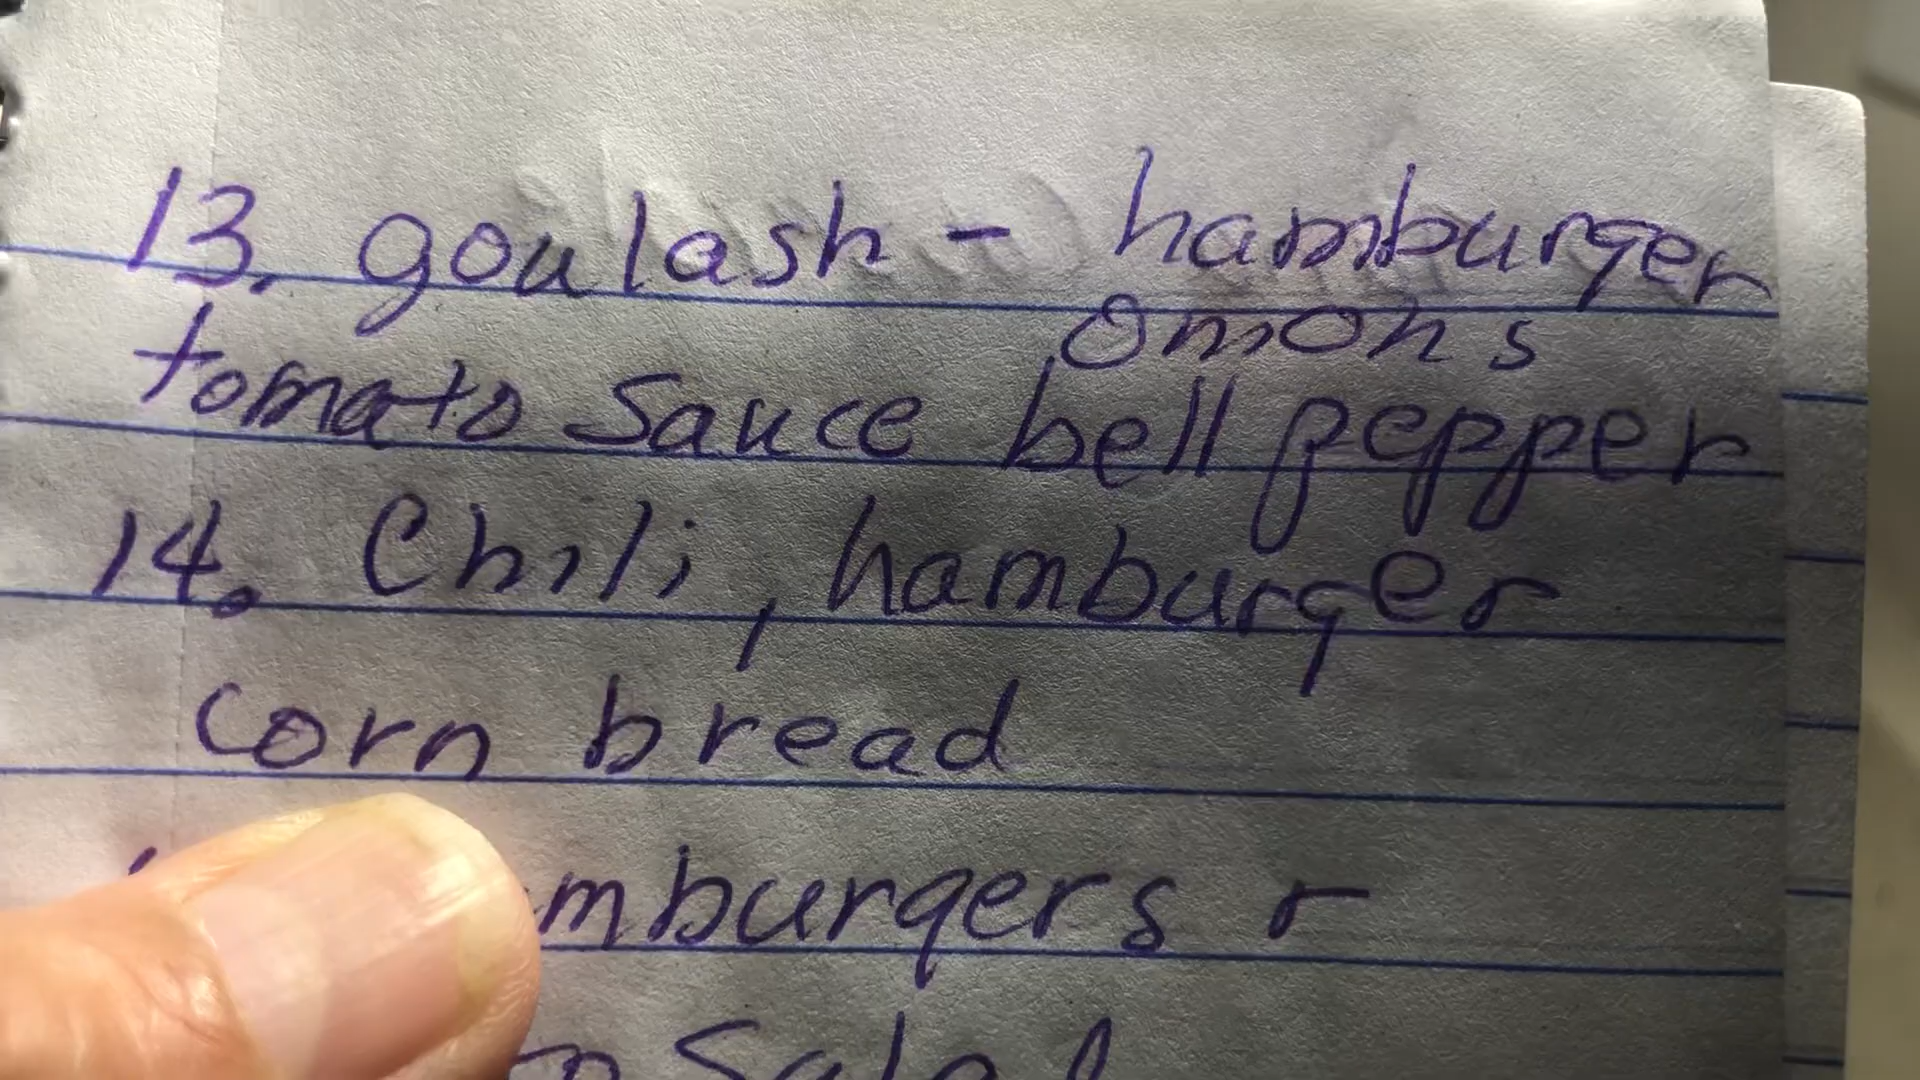 13. goulash - hamburger
onions
tomato sauce bell pepper
14. Chili, hamburger
corn bread
mburgers r